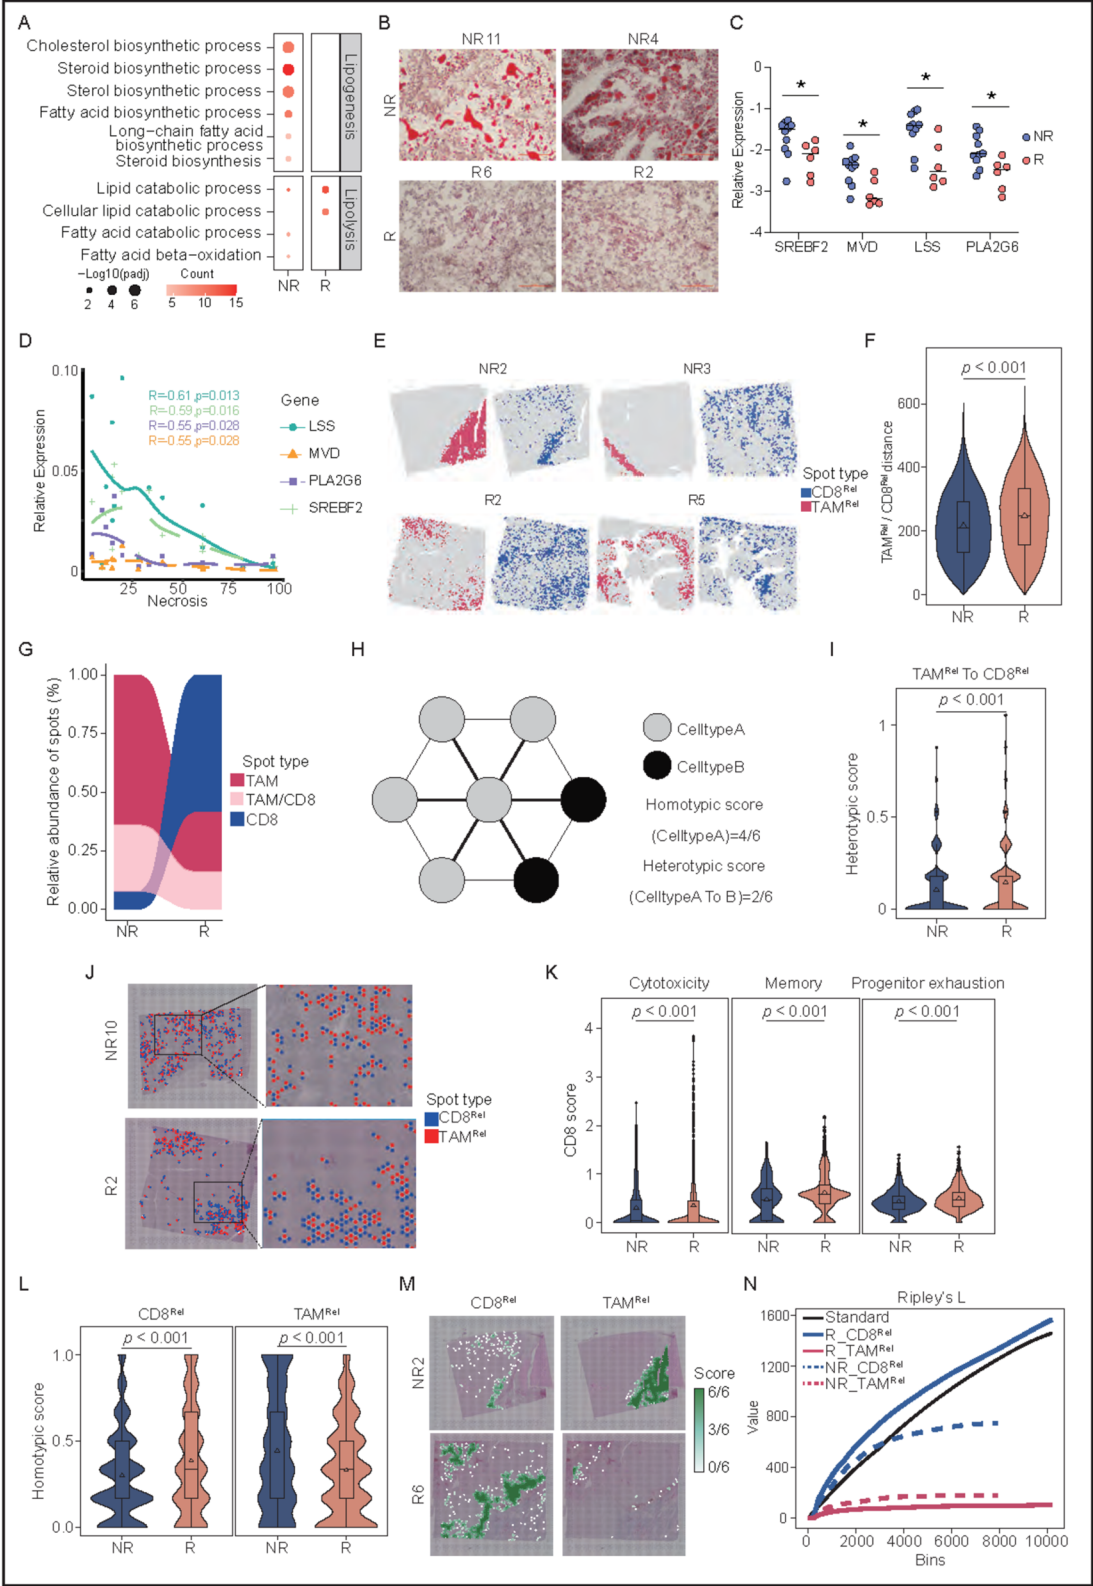 A
Cholesterol biosynthetic process
Steroid biosynthetic process
Sterol biosynthetic process
Fatty acid biosynthetic process
Long-chain fatty acid
biosynthetic process
Steroid biosynthesis
Lipogenesis
Lipid catabolic process
Cellular lipid catabolic process
Fatty acid catabolic process
Fatty acid beta-oxidation
Lipolysis
NR R
-Log10(padj)
2 4 6
Count
5 10 15
B
NR11 NR4
NR
R6 R2
R
C
Relative Expression
0
-1
-2
-3
-4
* * * *
SREBF2 MVD LSS PLA2G6
NR
R
D
Relative Expression
0.10
0.05
0
R=-0.61,p=0.013
R=-0.59,p=0.016
R=-0.55,p=0.028
R=-0.55,p=0.028
25 50 75 100
Necrosis
Gene
LSS
MVD
PLA2G6
SREBF2
E
NR2 NR3
R2 R5
Spot type
CD8Rel
TAMRel
F
TAMRel / CD8Rel distance
p < 0.001
600
400
200
0
NR R
G
Relative abundance of spots (%)
1.00
0.75
0.50
0.25
0.00
NR R
Spot type
TAM
TAM/CD8
CD8
H
CelltypeA
CelltypeB
Homotypic score
(CelltypeA)=4/6
Heterotypic score
(CelltypeA To B)=2/6
I
TAMRel To CD8Rel
p < 0.001
Heterotypic score
1
0.5
0
NR R
J
NR10
R2
Spot type
CD8Rel
TAMRel
K
Cytotoxicity Memory Progenitor exhaustion
p < 0.001 p < 0.001 p < 0.001
CD8 score
4
3
2
1
0
NR R NR R NR R
L
CD8Rel TAMRel
p < 0.001 p < 0.001
Homotypic score
1.0
0.5
0.0
NR R NR R
M
CD8Rel TAMRel
NR2
R6
Score
6/6
3/6
0/6
N
Ripley's L
Standard
R_CD8Rel
R_TAMRel
NR_CD8Rel
NR_TAMRel
Value
1600
1200
800
400
0
0 2000 4000 6000 8000 10000
Bins